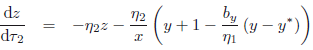 dz/dτ₂ = −η₂z − η₂/x (y + 1 − b_y/η₁ (y − y*))